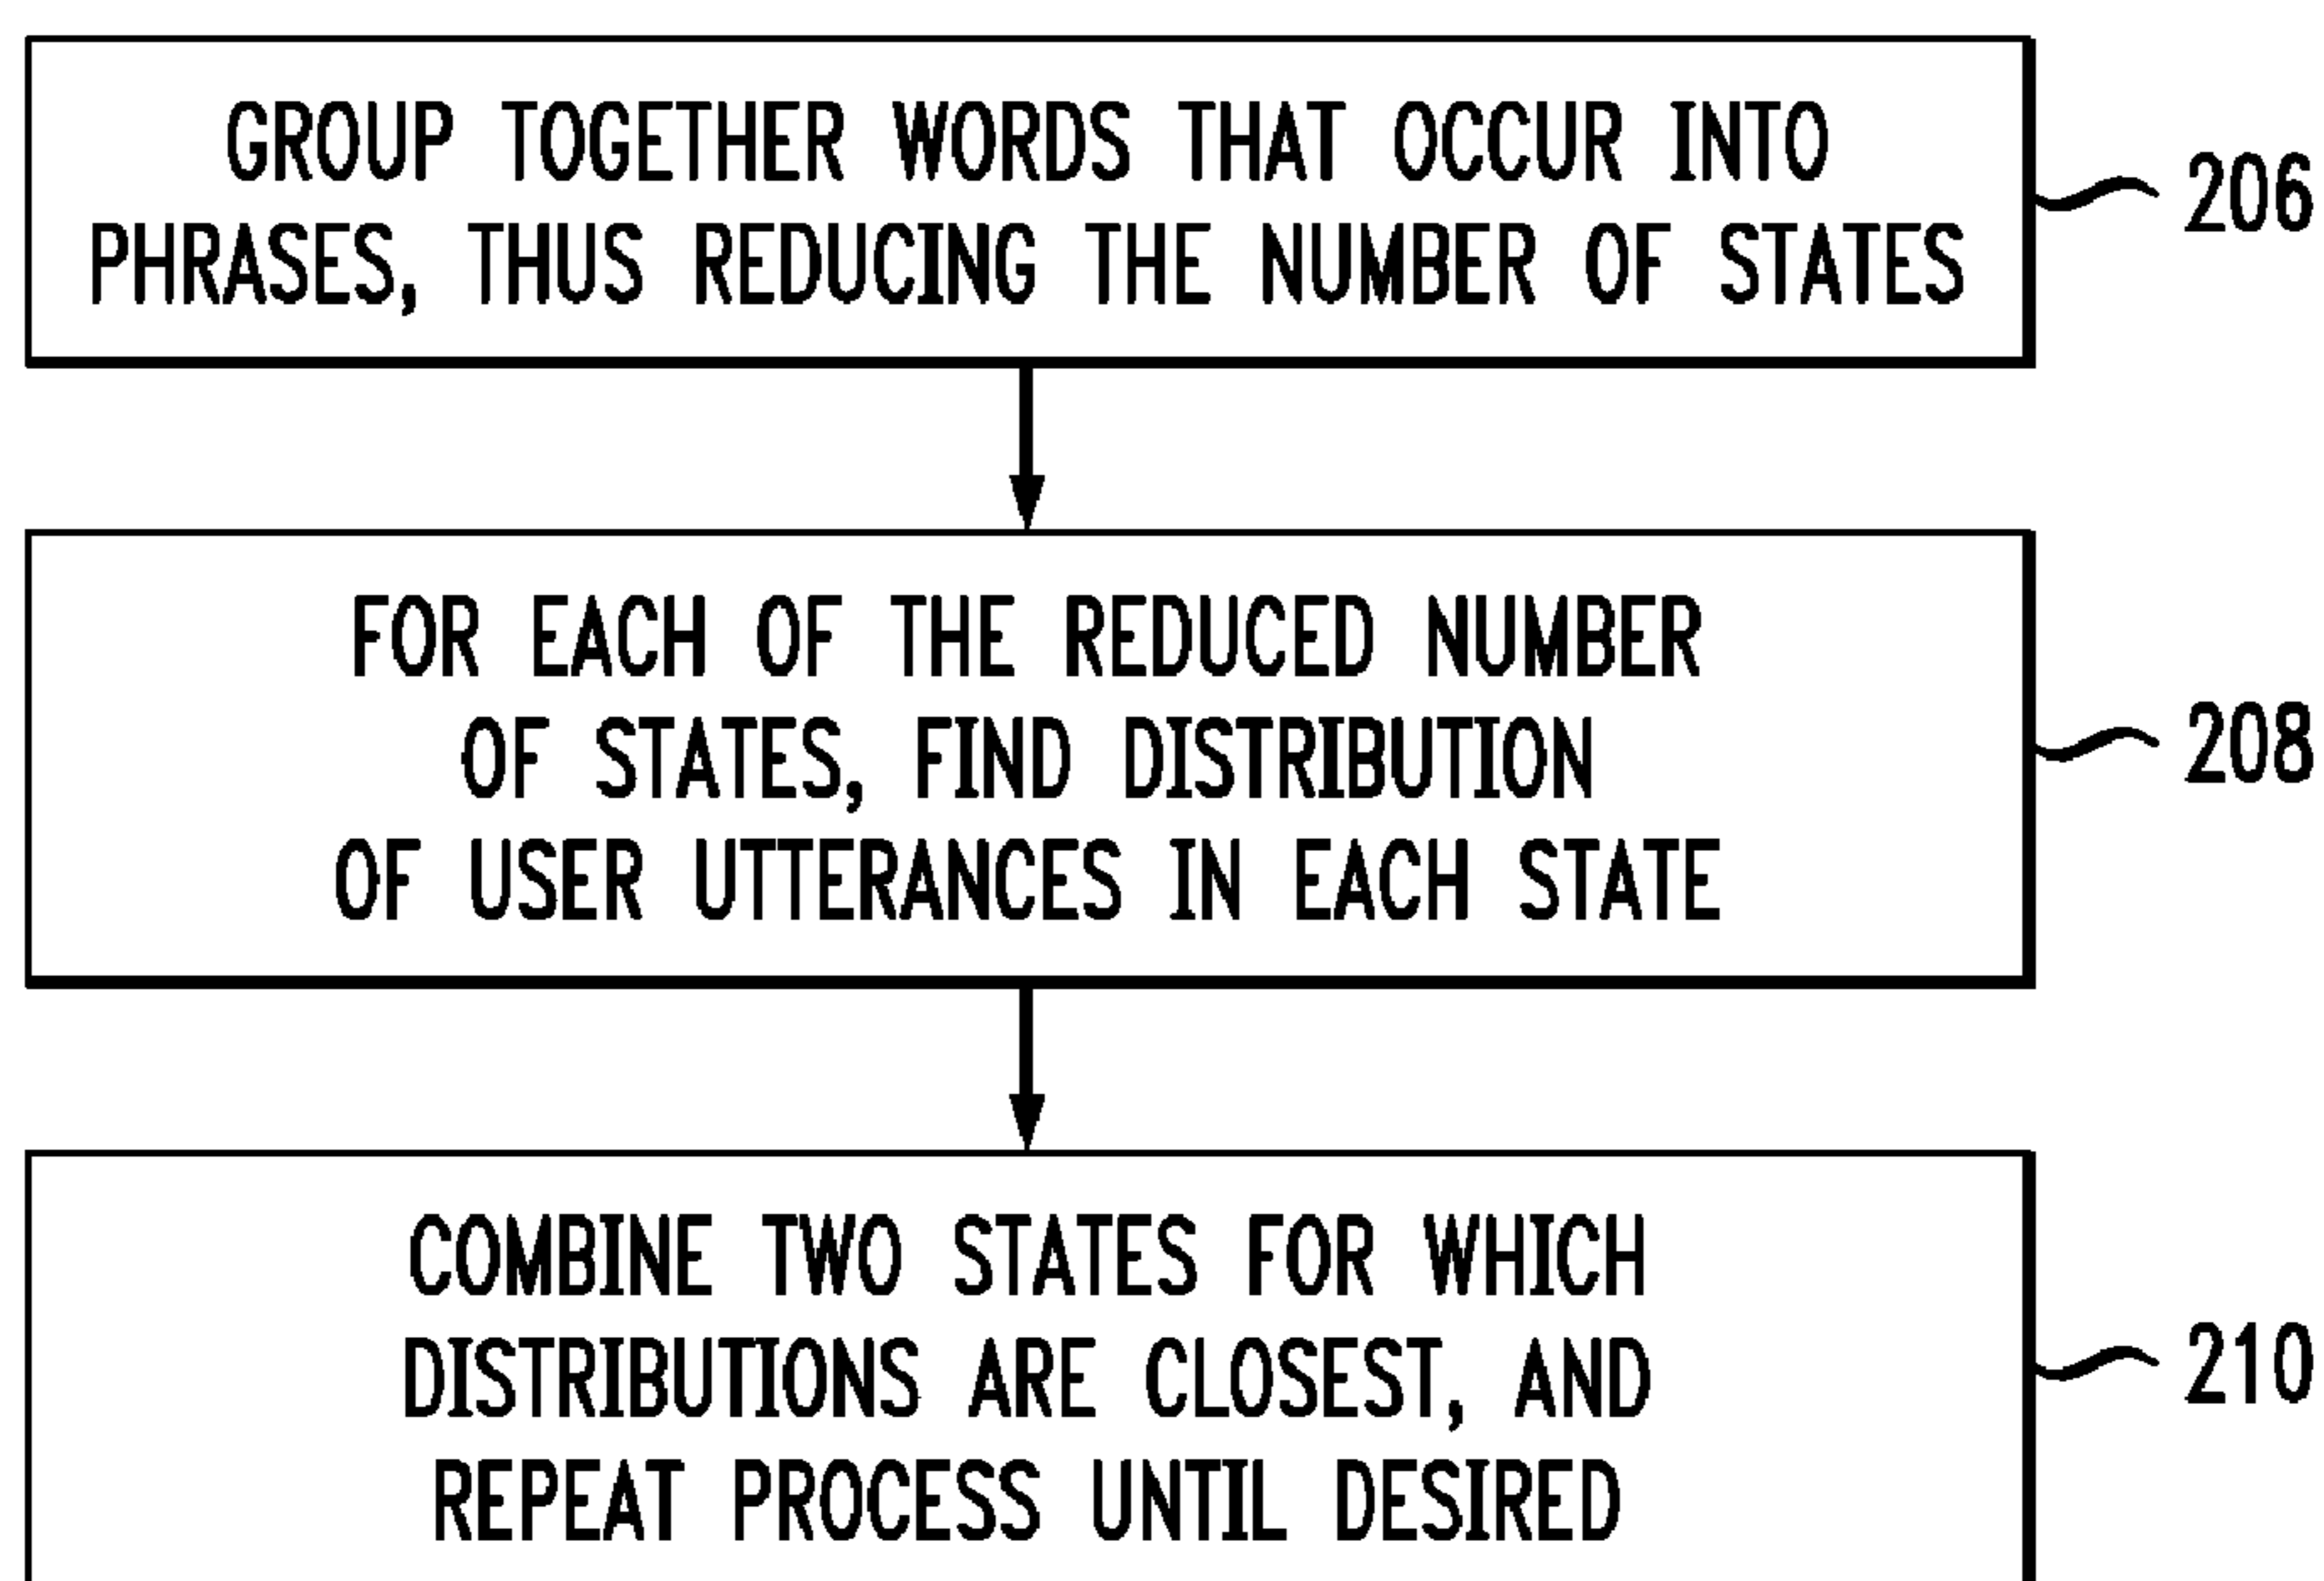 GROUP TOGETHER WORDS THAT OCCUR INTO
PHRASES, THUS REDUCING THE NUMBER OF STATES
206
FOR EACH OF THE REDUCED NUMBER
OF STATES, FIND DISTRIBUTION
OF USER UTTERANCES IN EACH STATE
208
COMBINE TWO STATES FOR WHICH
DISTRIBUTIONS ARE CLOSEST, AND
REPEAT PROCESS UNTIL DESIRED
210